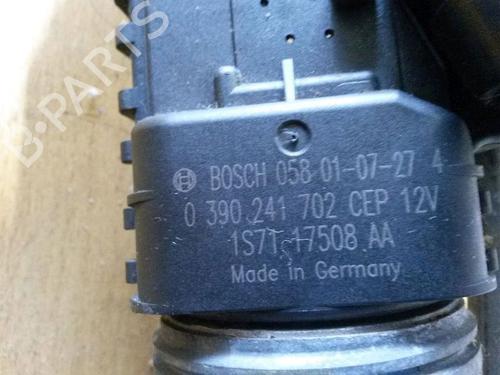 B-PARTS
BOSCH 058 01-07-27 4
0 390 241 702 CEP 12V
1S7T 17508 AA
Made in Germany